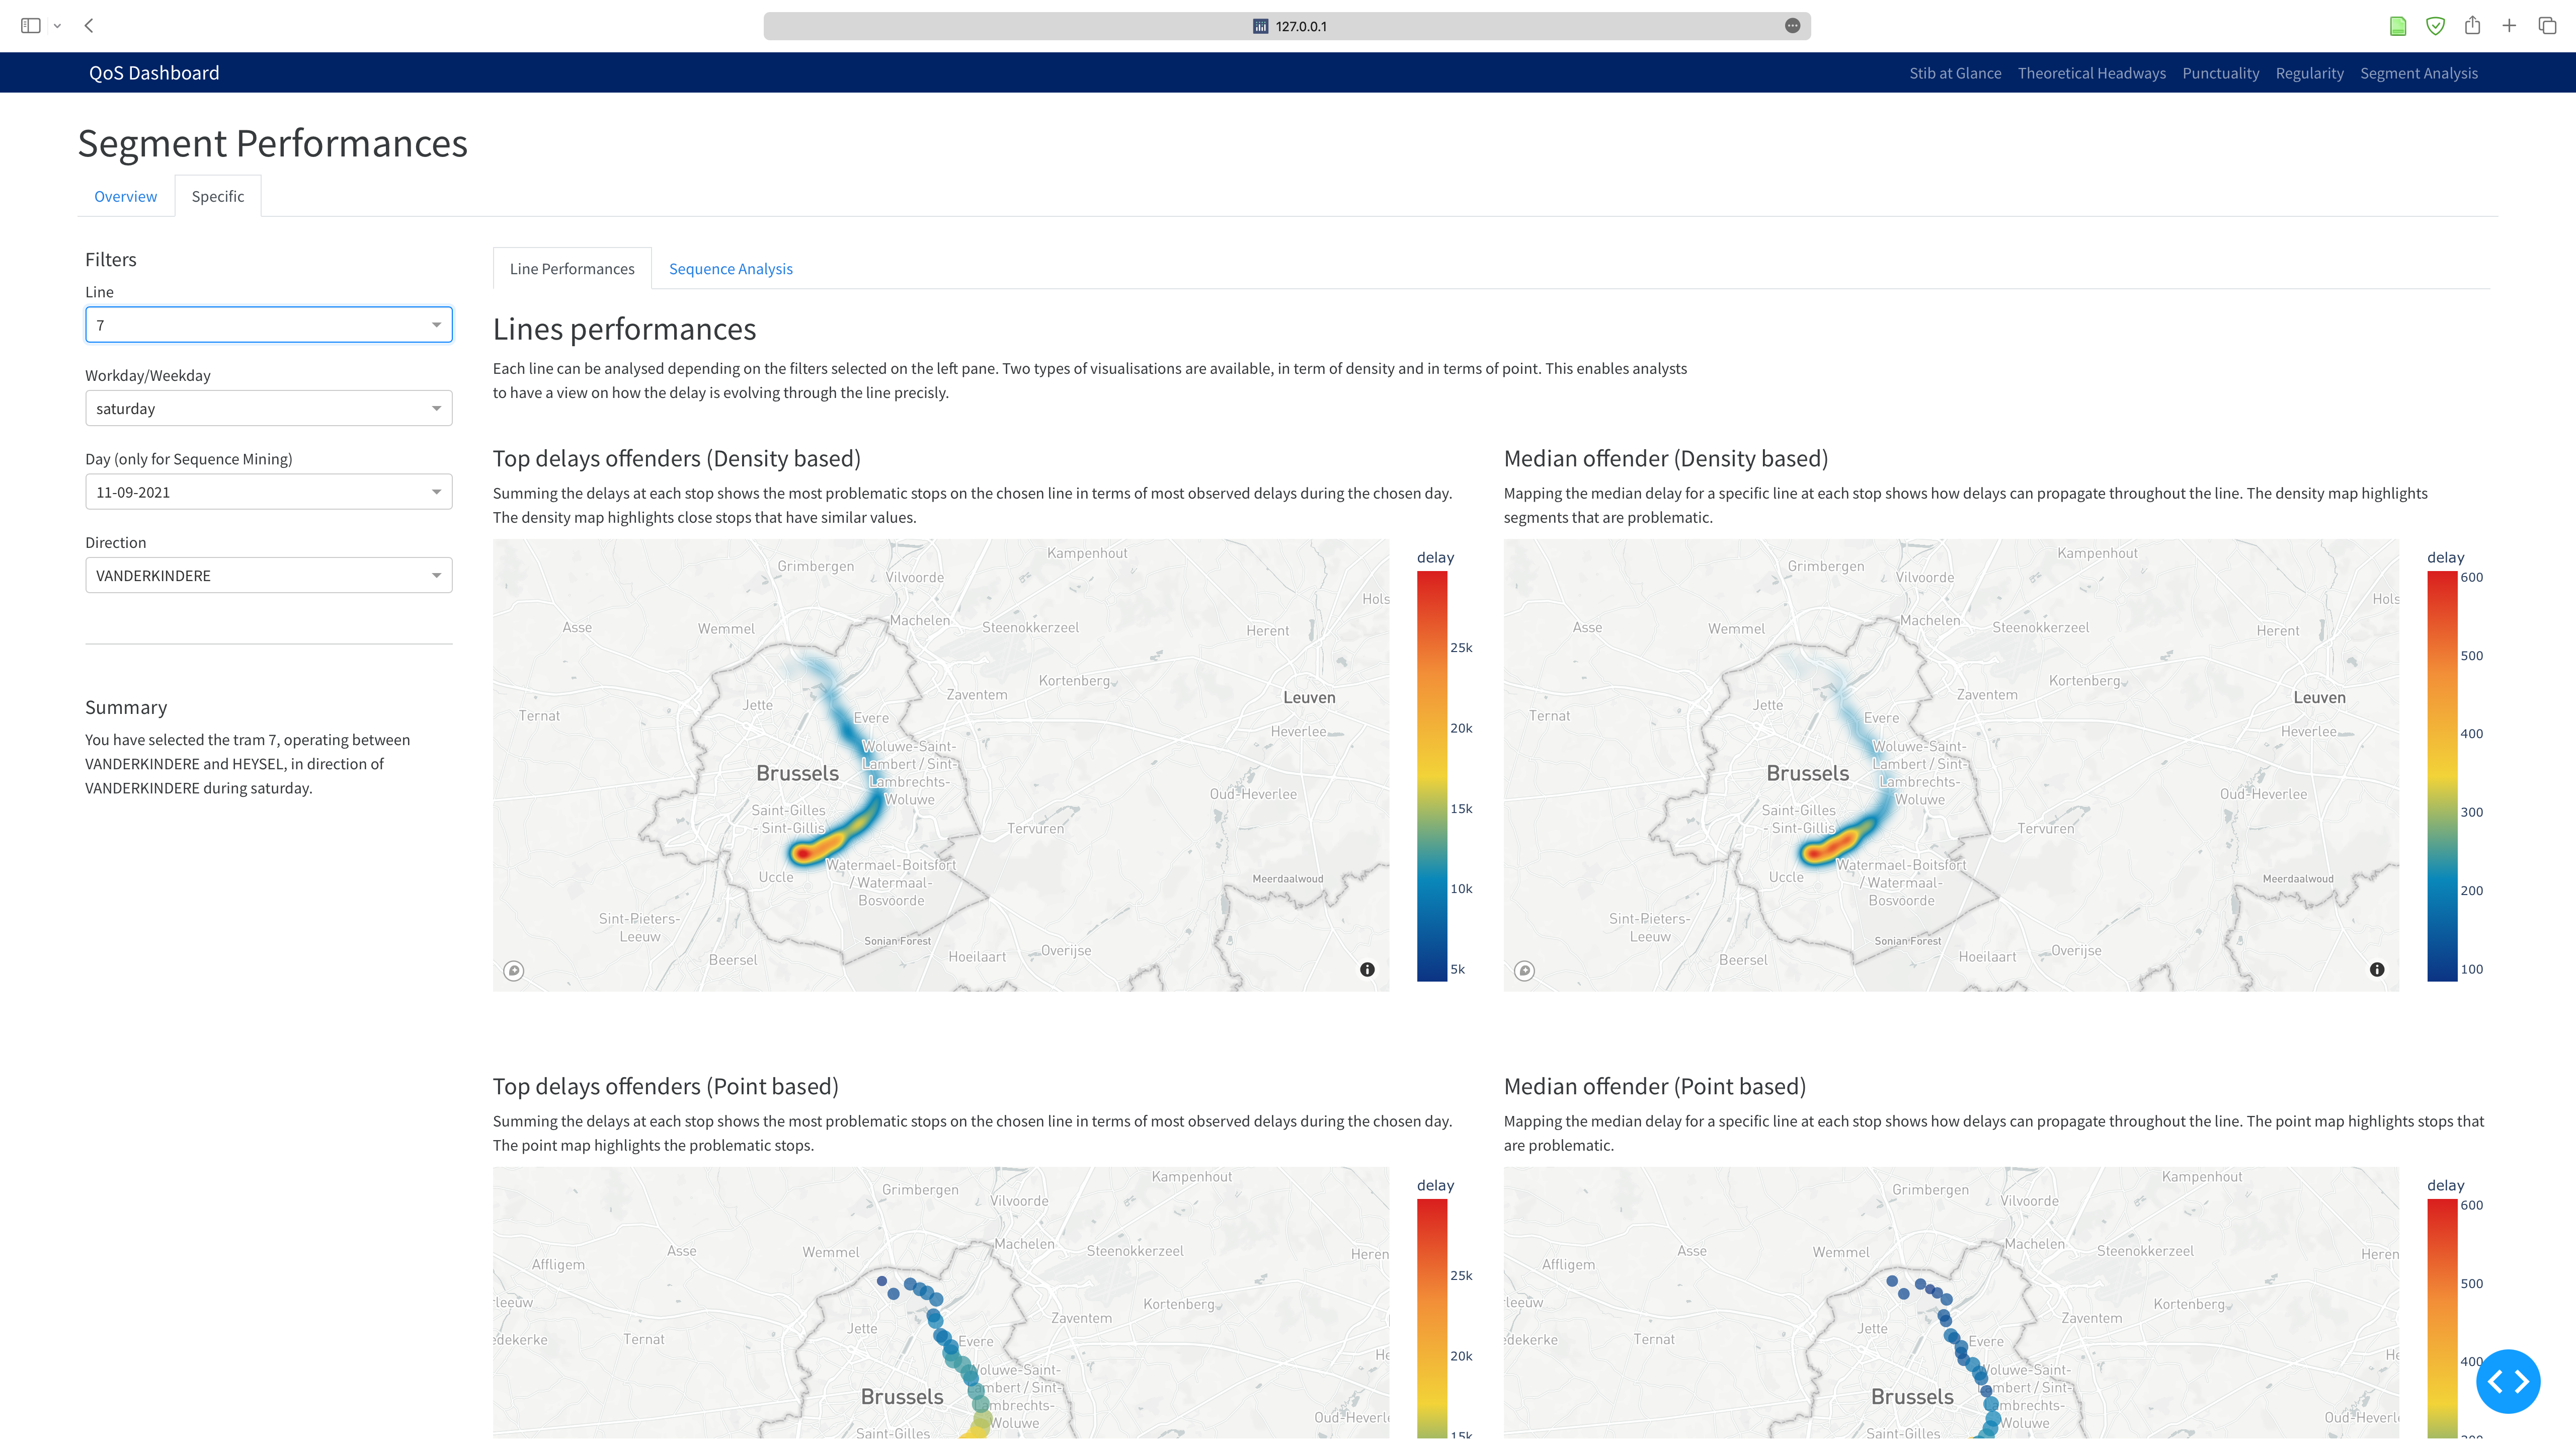 127.0.0.1
QoS Dashboard
Stib at Glance
Theoretical Headways
Punctuality
Regularity
Segment Analysis
Segment Performances
Overview
Specific
Filters
Line
7
Workday/Weekday
saturday
Day (only for Sequence Mining)
11-09-2021
Direction
VANDERKINDERE
Summary
You have selected the tram 7, operating between
VANDERKINDERE and HEYSEL, in direction of
VANDERKINDERE during saturday.
Line Performances
Sequence Analysis
Lines performances
Each line can be analysed depending on the filters selected on the left pane. Two types of visualisations are available, in term of density and in terms of point. This enables analysts
to have a view on how the delay is evolving through the line precisly.
Top delays offenders (Density based)
Summing the delays at each stop shows the most problematic stops on the chosen line in terms of most observed delays during the chosen day.
The density map highlights close stops that have similar values.
Kampenhout
Grimbergen
Vilvoorde
Hols
Machelen
Asse
Wemmel
Steenokkerzeel
Herent
Kortenberg
Zaventem
Leuven
Jette
Ternat
Evere
Heverlee
Woluwe-Saint-
Lambert / Sint-
Lambrechts-
Woluwe
Brussels
Oud-Heverlee
Saint-Gilles
- Sint-Gillis
Tervuren
Watermael-Boitsfort
/ Watermaal-
Bosvoorde
Uccle
Meerdaalwoud
Sint-Pieters-
Leeuw
Sonian Forest
Overijse
Hoeilaart
Beersel
delay
25k
20k
15k
10k
5k
Median offender (Density based)
Mapping the median delay for a specific line at each stop shows how delays can propagate throughout the line. The density map highlights
segments that are problematic.
Kampenhout
Grimbergen
Vilvoorde
Hols
Machelen
Asse
Wemmel
Steenokkerzeel
Herent
Kortenberg
Zaventem
Leuven
Jette
Ternat
Evere
Heverlee
Woluwe-Saint-
Lambert / Sint-
Lambrechts-
Woluwe
Brussels
Oud-Heverlee
Saint-Gilles
- Sint-Gillis
Tervuren
Watermael-Boitsfort
/ Watermaal-
Bosvoorde
Uccle
Meerdaalwoud
Sint-Pieters-
Leeuw
Sonian Forest
Overijse
Hoeilaart
Beersel
delay
600
500
400
300
200
100
Top delays offenders (Point based)
Summing the delays at each stop shows the most problematic stops on the chosen line in terms of most observed delays during the chosen day.
The point map highlights the problematic stops.
Kampenhout
Grimbergen
Vilvoorde
Machelen
Asse
Wemmel
Steenokkerzeel
Heren
Affligem
leeuw
Kortenberg
Zaventem
Jette
edekerke
Ternat
Evere
He
Woluwe-Saint-
ambert / Sint-
ambrechts-
Woluwe
Brussels
Oud-Heverle
Saint-Gilles
delay
25k
20k
15k
Median offender (Point based)
Mapping the median delay for a specific line at each stop shows how delays can propagate throughout the line. The point map highlights stops that
are problematic.
Kampenhout
Grimbergen
Vilvoorde
Machelen
Asse
Wemmel
Steenokkerzeel
Heren
Affligem
leeuw
Kortenberg
Zaventem
Jette
edekerke
Ternat
Evere
He
Woluwe-Saint-
mbert / Sint-
ambrechts-
Woluwe
Brussels
Oud-Heverl
Saint-Gilles
delay
600
500
400